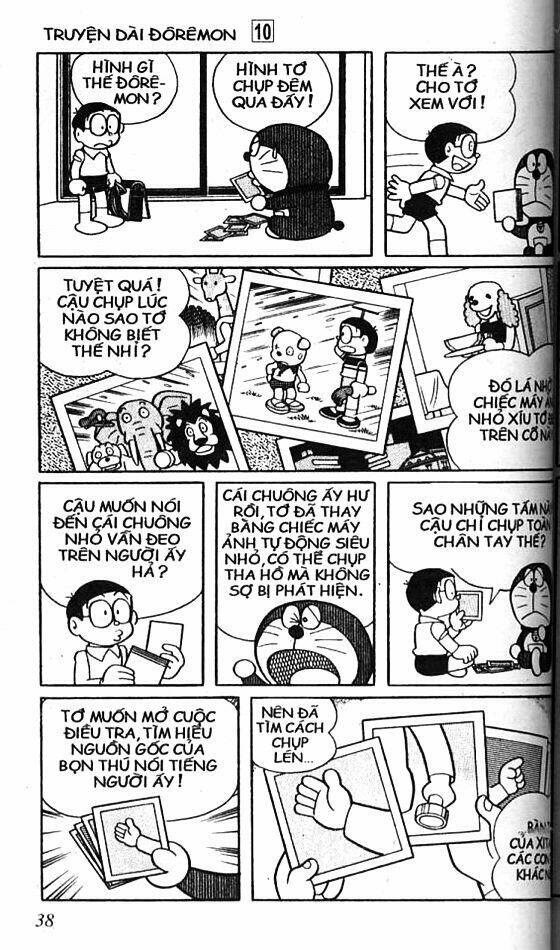 TRUYỆN DÀI ĐÔRÊMON 10
HÌNH GÌ
THẾ ĐÔRÊ-
MON?
HÌNH TỚ
CHỤP ĐÊM
QUA ĐẤY!
THẾ À?
CHO TỚ
XEM VỚI!
TUYỆT QUÁ!
CẬU CHỤP LÚC
NÀO SAO TỚ
KHÔNG BIẾT
THẾ NHỈ?
ĐÓ LÀ
CHIẾC MÁY
NHỎ XÍU TỚ
TRÊN CỔ
CẬU MUỐN NÓI
ĐẾN CÁI CHUÔNG
NHỎ VẪN ĐEO
TRÊN NGƯỜI ẤY
HẢ?
CÁI CHUÔNG ẤY HƯ
RỒI, TỚ ĐÃ THAY
BẰNG CHIẾC MÁY
ẢNH TỰ ĐỘNG SIÊU
NHỎ, CÓ THỂ CHỤP
THA HỒ MÀ KHÔNG
SỢ BỊ PHÁT HIỆN.
SAO NHỮNG TẤM
CẬU CHỈ CHỤP TOÀN
CHÂN TAY THẾ?
TỚ MUỐN MỞ CUỘC
ĐIỀU TRA, TÌM HIỂU
NGUỒN GỐC CỦA
BỌN THÚ NÓI TIẾNG
NGƯỜI ẤY!
NÊN ĐÃ
TÌM CÁCH
CHỤP
LÉN...
CỦA
CÁC
KHÁC
38